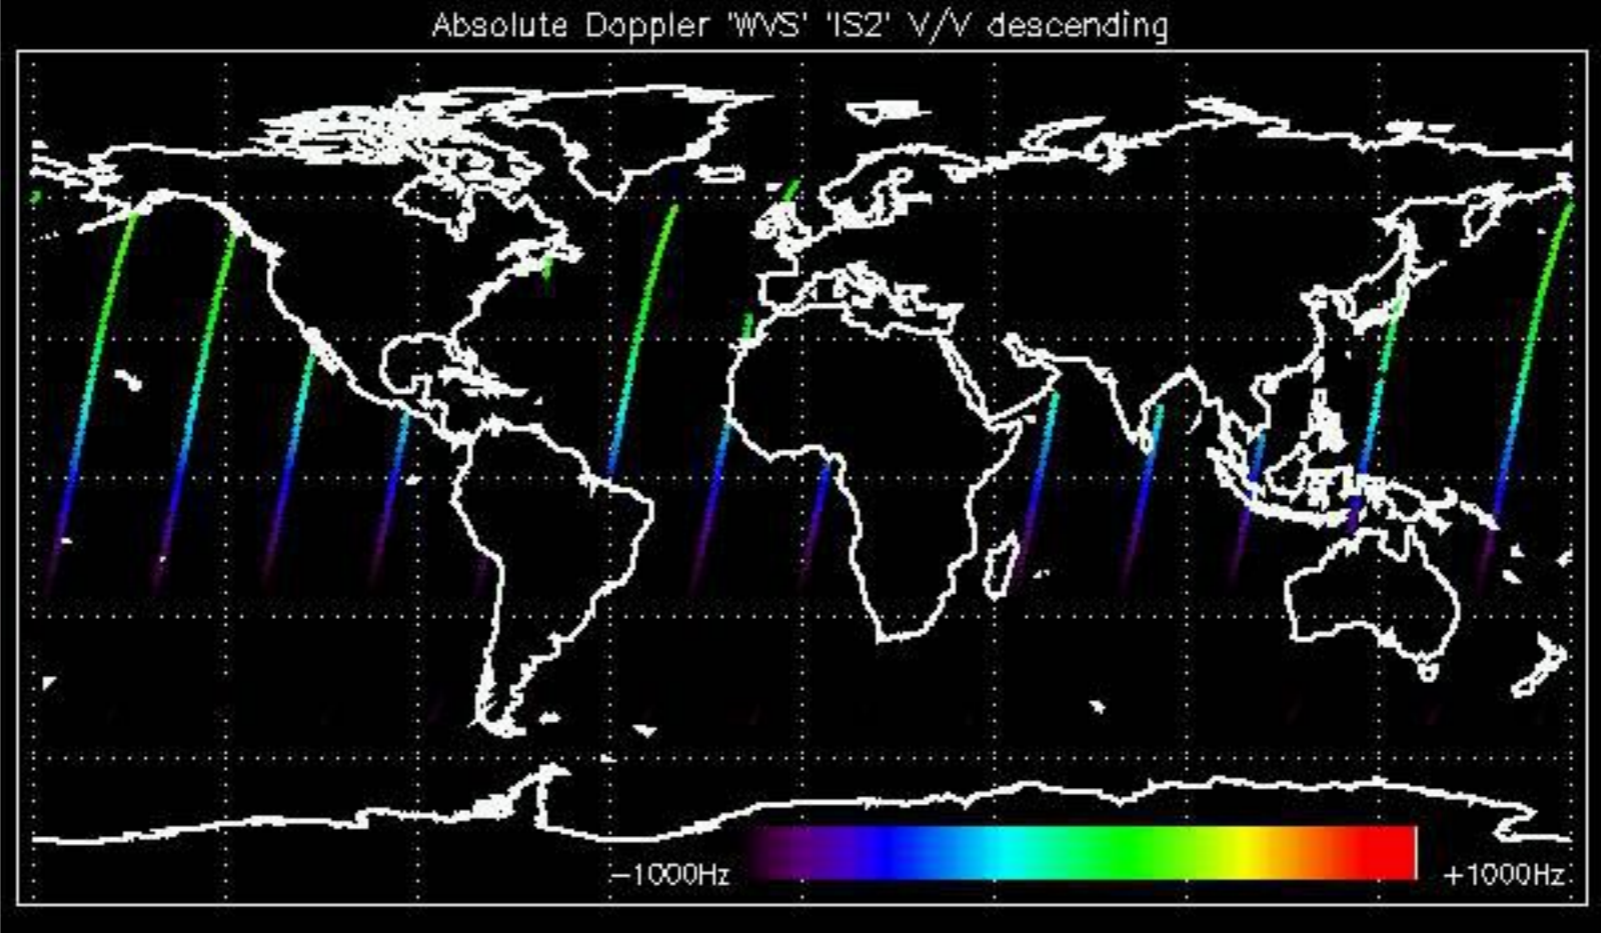 Absolute Doppler 'WVS' 'IS2' V/V descending
−1000Hz
+1000Hz